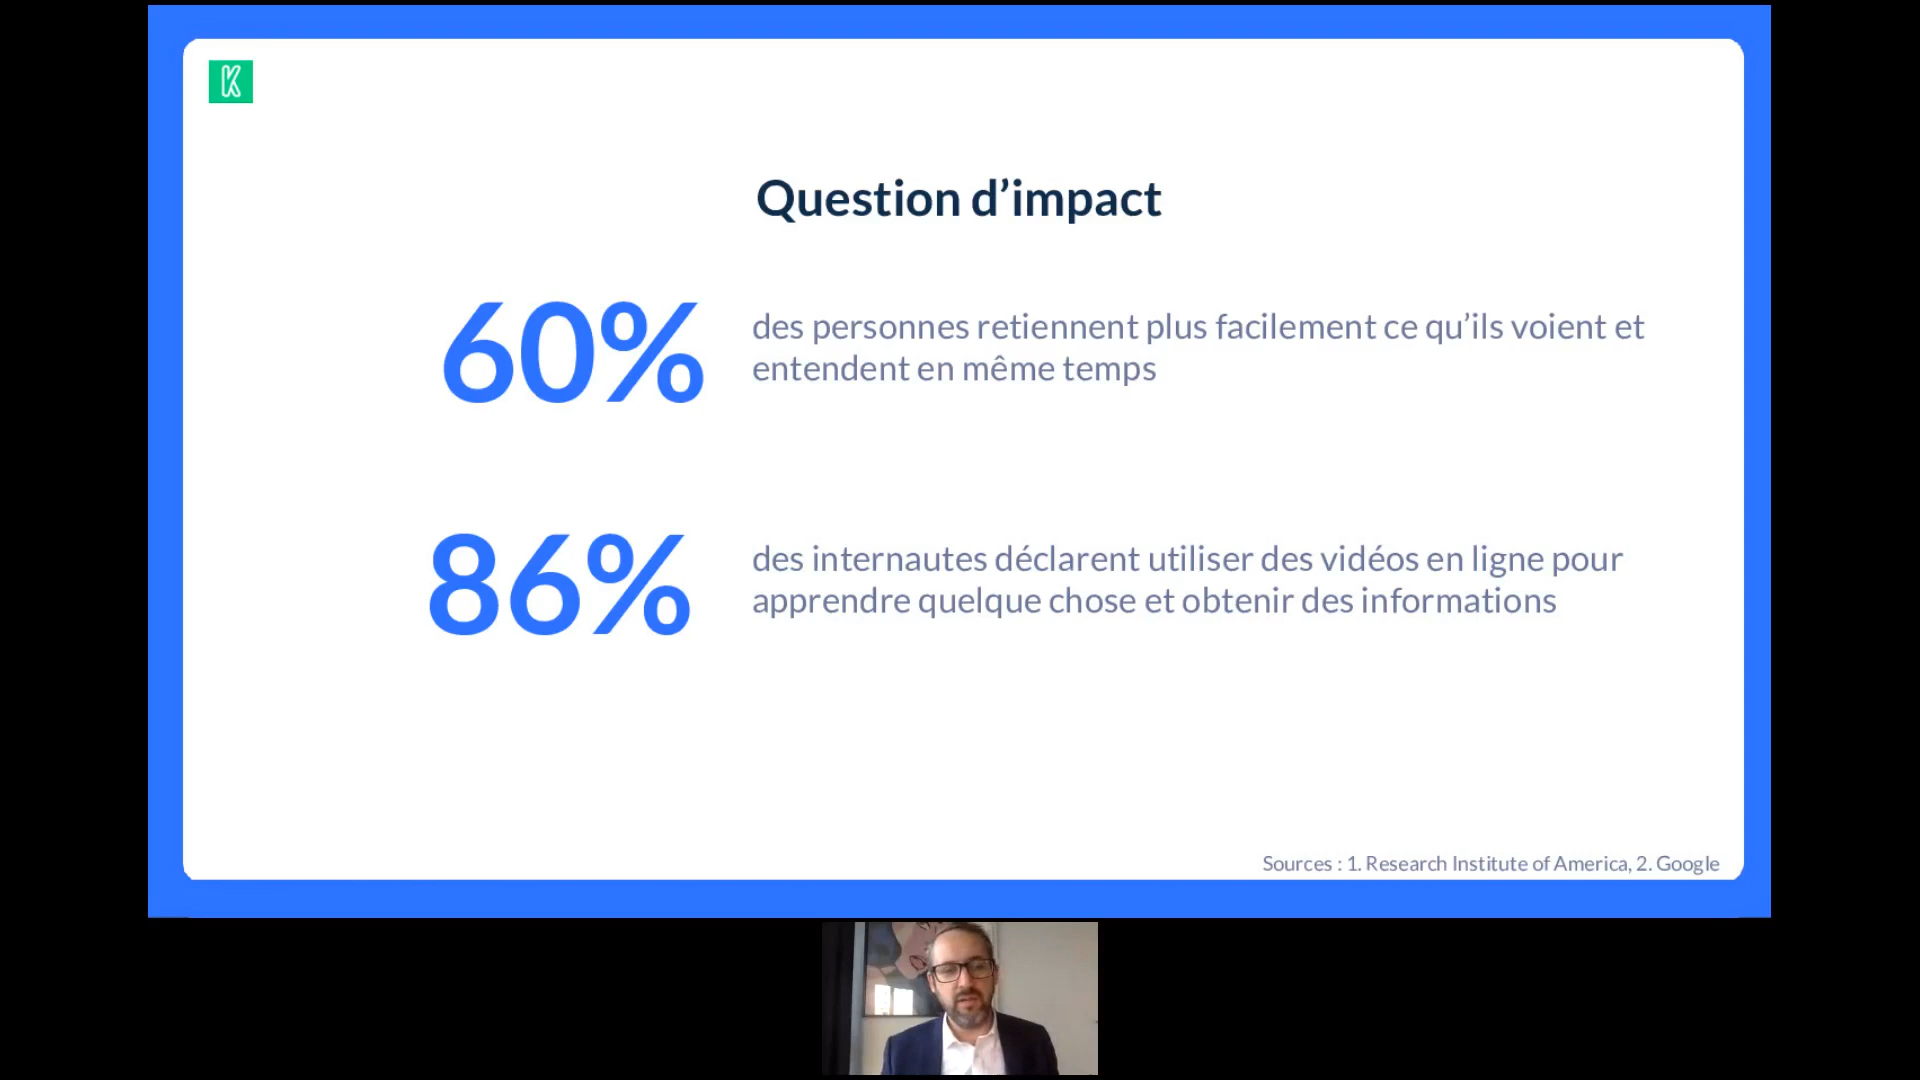 K
Question d’impact
60%
des personnes retiennent plus facilement ce qu’ils voient et
entendent en même temps
86%
des internautes déclarent utiliser des vidéos en ligne pour
apprendre quelque chose et obtenir des informations
Sources : 1. Research Institute of America, 2. Google